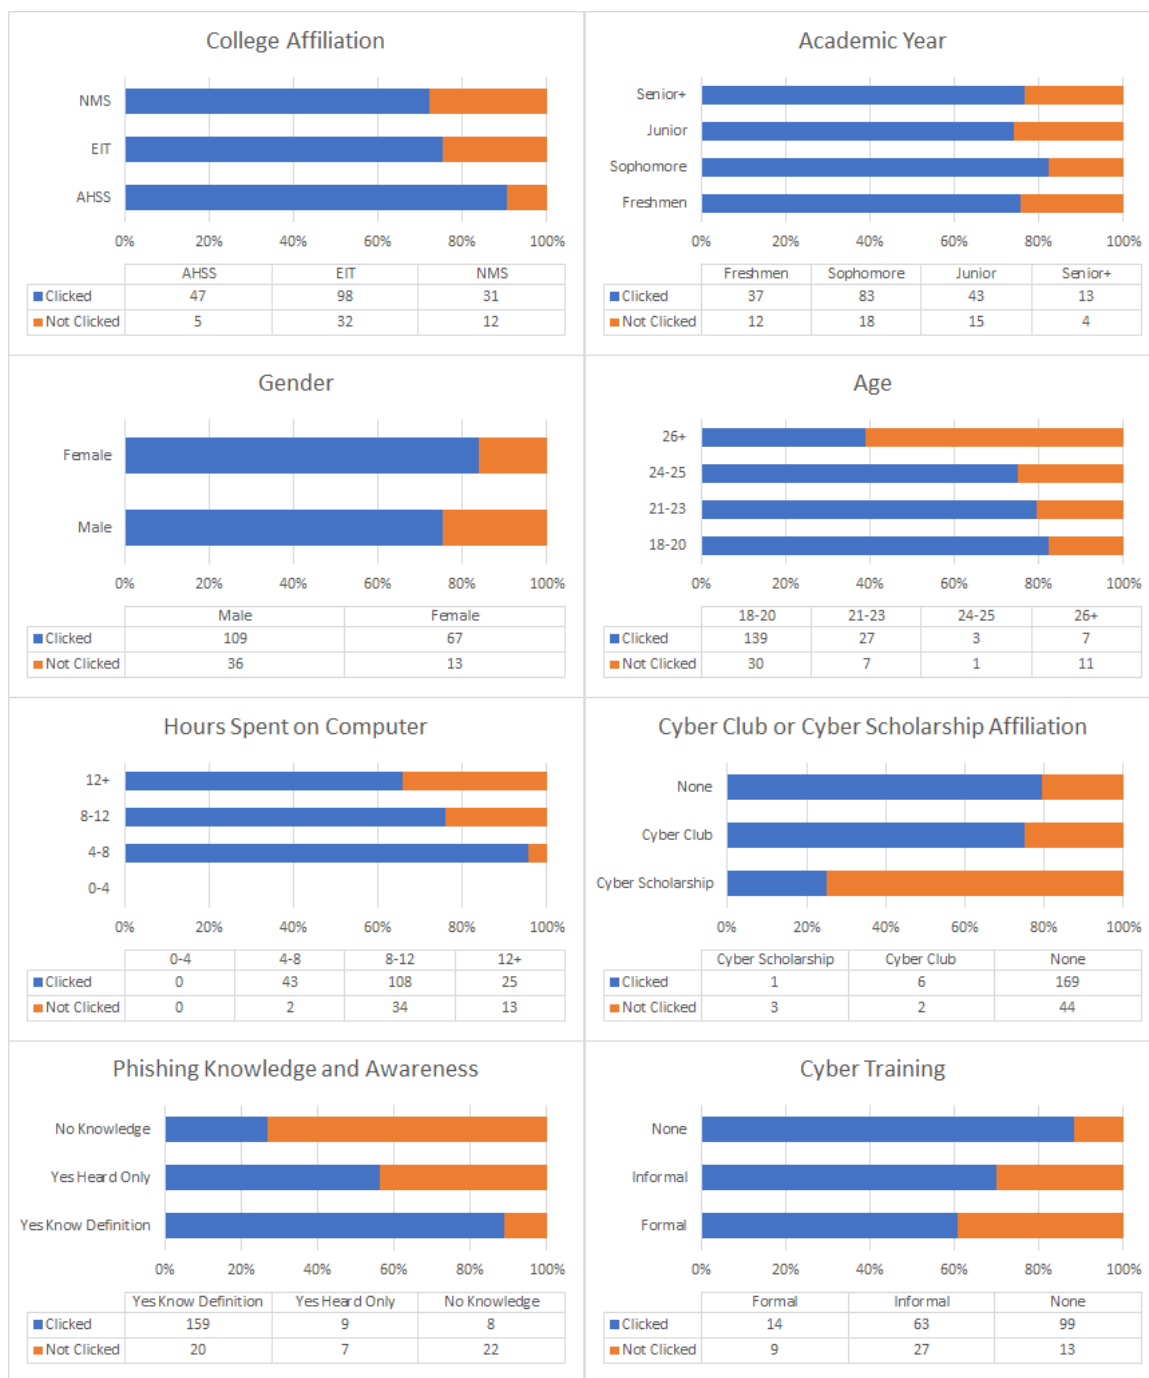 College Affiliation
NMS
EIT
AHSS
0% 20% 40% 60% 80% 100%
AHSS EIT NMS
Clicked 47 98 31
Not Clicked 5 32 12
Academic Year
Senior+
Junior
Sophomore
Freshmen
0% 20% 40% 60% 80% 100%
Freshmen Sophomore Junior Senior+
Clicked 37 83 43 13
Not Clicked 12 18 15 4
Gender
Female
Male
0% 20% 40% 60% 80% 100%
Male Female
Clicked 109 67
Not Clicked 36 13
Age
26+
24-25
21-23
18-20
0% 20% 40% 60% 80% 100%
18-20 21-23 24-25 26+
Clicked 139 27 3 7
Not Clicked 30 7 1 11
Hours Spent on Computer
12+
8-12
4-8
0-4
0% 20% 40% 60% 80% 100%
0-4 4-8 8-12 12+
Clicked 0 43 108 25
Not Clicked 0 2 34 13
Cyber Club or Cyber Scholarship Affiliation
None
Cyber Club
Cyber Scholarship
0% 20% 40% 60% 80% 100%
Cyber Scholarship Cyber Club None
Clicked 1 6 169
Not Clicked 3 2 44
Phishing Knowledge and Awareness
No Knowledge
Yes Heard Only
Yes Know Definition
0% 20% 40% 60% 80% 100%
Yes Know Definition Yes Heard Only No Knowledge
Clicked 159 9 8
Not Clicked 20 7 22
Cyber Training
None
Informal
Formal
0% 20% 40% 60% 80% 100%
Formal Informal None
Clicked 14 63 99
Not Clicked 9 27 13